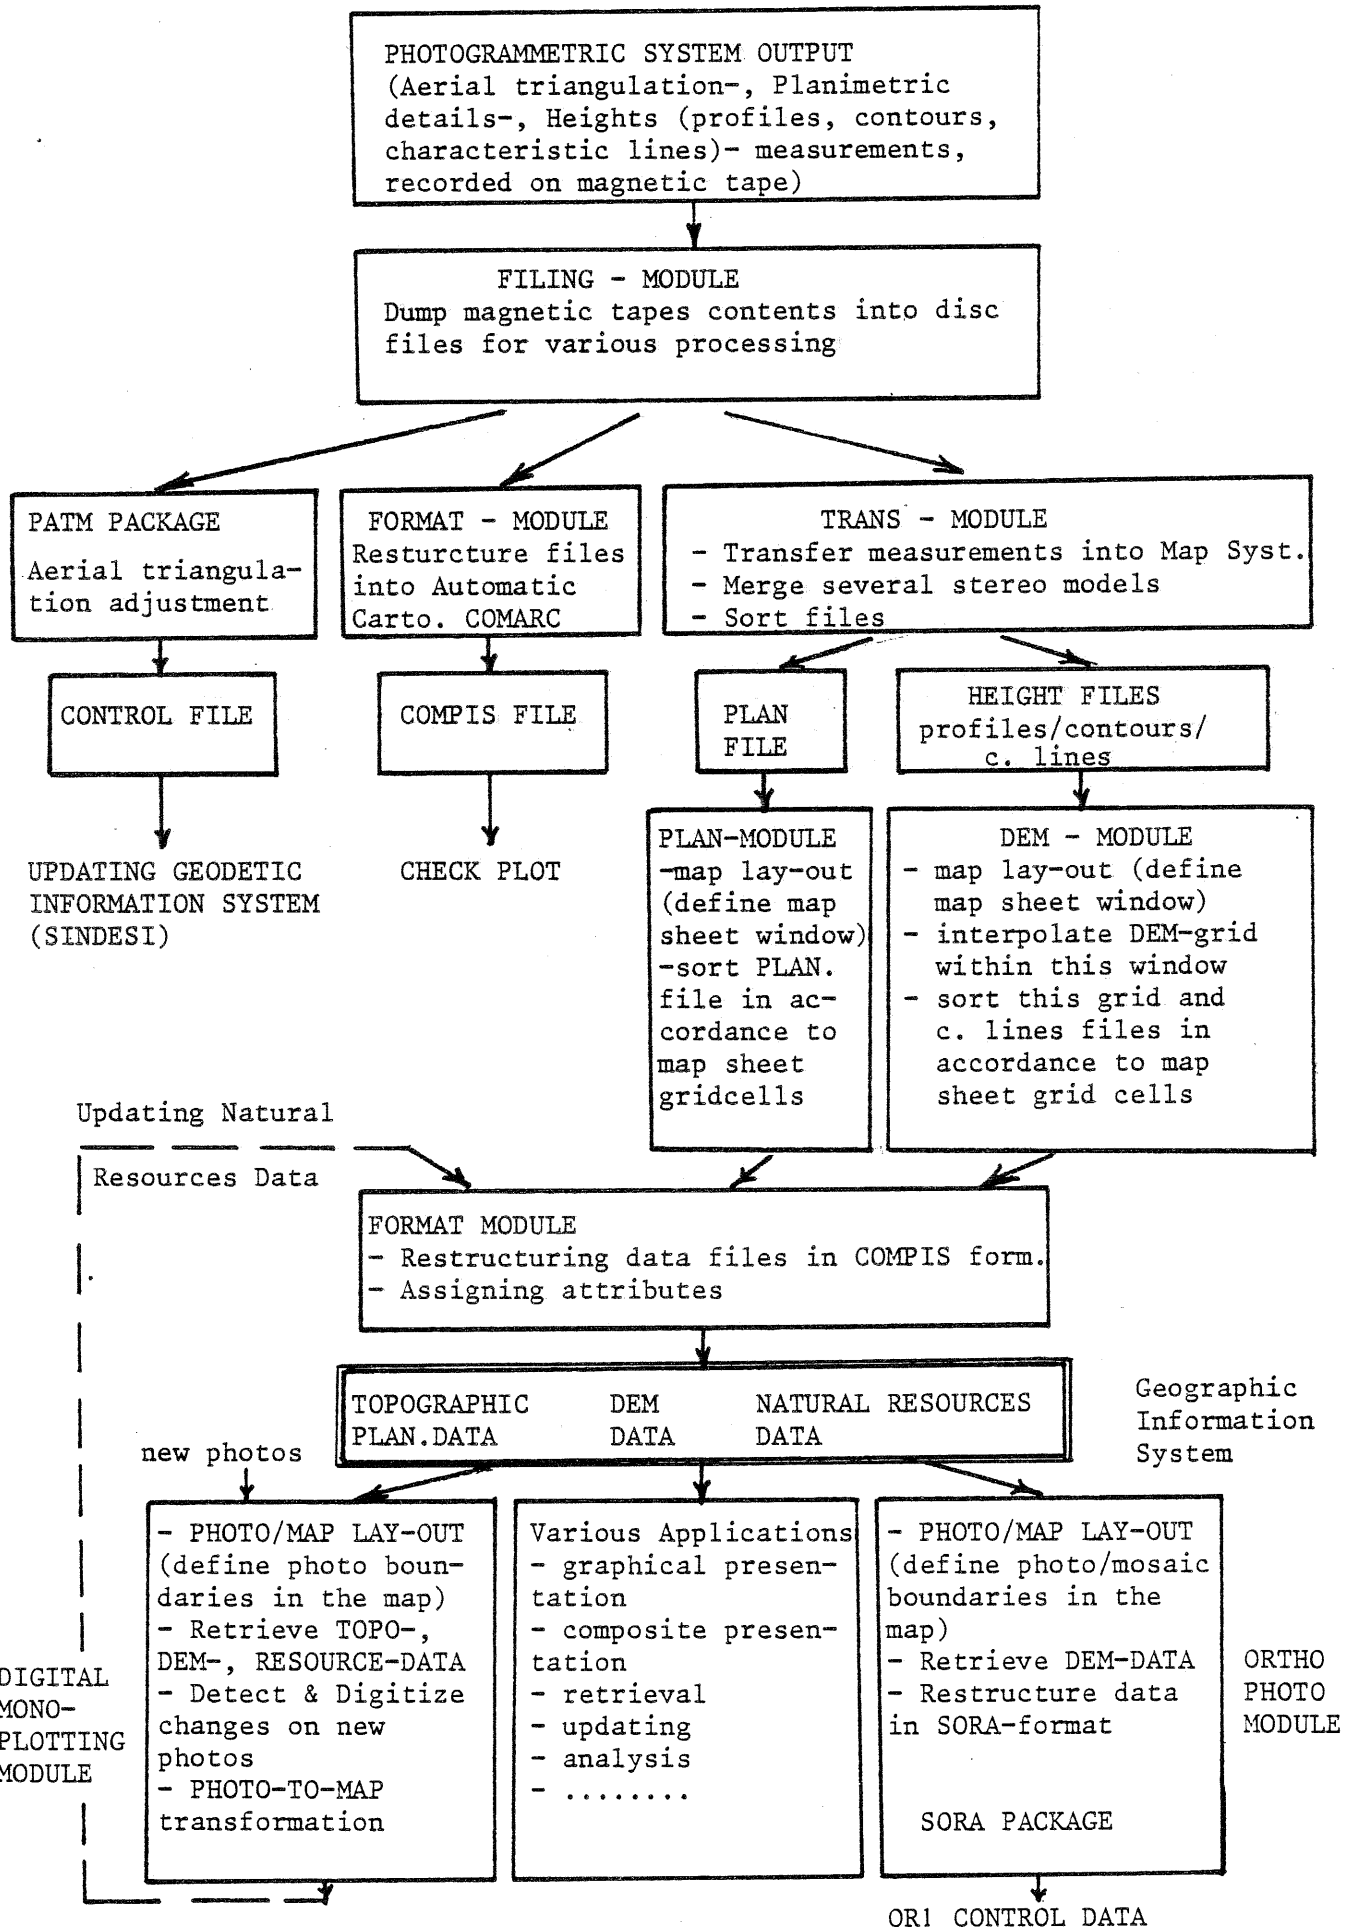 PHOTOGRAMMETRIC SYSTEM OUTPUT
(Aerial triangulation-, Planimetric
details-, Heights (profiles, contours,
characteristic lines)- measurements,
recorded on magnetic tape)
FILING - MODULE
Dump magnetic tapes contents into disc
files for various processing
PATM PACKAGE
Aerial triangula-
tion adjustment
FORMAT - MODULE
Resturcture files
into Automatic
Carto. COMARC
TRANS - MODULE
- Transfer measurements into Map Syst.
- Merge several stereo models
- Sort files
CONTROL FILE
COMPIS FILE
PLAN
FILE
HEIGHT FILES
profiles/contours/
c. lines
UPDATING GEODETIC
INFORMATION SYSTEM
(SINDESI)
CHECK PLOT
PLAN-MODULE
-map lay-out
(define map
sheet window)
-sort PLAN.
file in ac-
cordance to
map sheet
gridcells
DEM - MODULE
- map lay-out (define
map sheet window)
- interpolate DEM-grid
within this window
- sort this grid and
c. lines files in
accordance to map
sheet grid cells
Updating Natural
Resources Data
FORMAT MODULE
- Restructuring data files in COMPIS form.
- Assigning attributes
TOPOGRAPHIC
PLAN.DATA
DEM
DATA
NATURAL RESOURCES
DATA
Geographic
Information
System
new photos
- PHOTO/MAP LAY-OUT
(define photo boun-
daries in the map)
- Retrieve TOPO-,
DEM-, RESOURCE-DATA
- Detect & Digitize
changes on new
photos
- PHOTO-TO-MAP
transformation
DIGITAL
MONO-
PLOTTING
MODULE
Various Applications
- graphical presen-
tation
- composite presen-
tation
- retrieval
- updating
- analysis
- ........
- PHOTO/MAP LAY-OUT
(define photo/mosaic
boundaries in the
map)
- Retrieve DEM-DATA
- Restructure data
in SORA-format
SORA PACKAGE
ORTHO
PHOTO
MODULE
OR1 CONTROL DATA